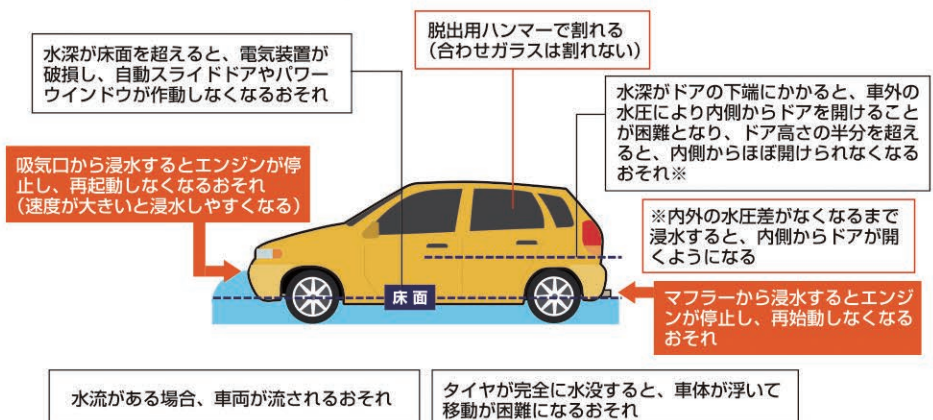 脱出用ハンマーで割れる
（合わせガラスは割れない）
水深が床面を超えると、電気装置が
破損し、自動スライドドアやパワー
ウインドウが作動しなくなるおそれ
水深がドアの下端にかかると、車外の
水圧により内側からドアを開けること
が困難となり、ドア高さの半分を超え
ると、内側からほぼ開けられなくなる
おそれ※
吸気口から浸水するとエンジンが停
止し、再起動しなくなるおそれ
（速度が大きいと浸水しやすくなる）
※内外の水圧差がなくなるまで
浸水すると、内側からドアが開
くようになる
床面
マフラーから浸水するとエンジ
ンが停止し、再始動しなくなる
おそれ
水流がある場合、車両が流されるおそれ
タイヤが完全に水没すると、車体が浮いて
移動が困難になるおそれ